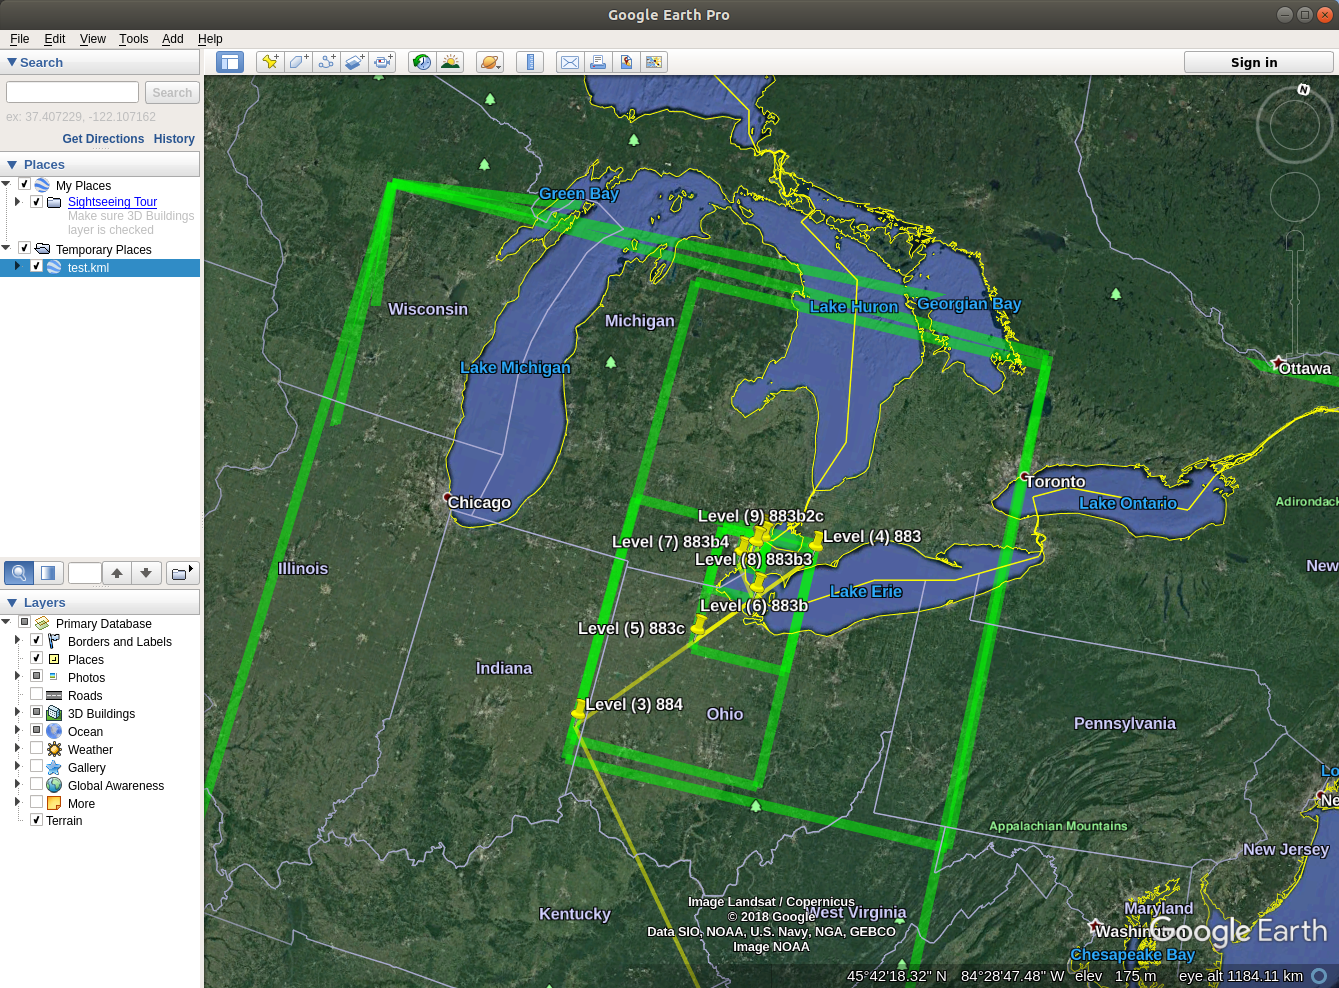 Google Earth Pro
File Edit View Tools Add Help
Search
Search
ex: 37.407229, -122.107162
Get Directions History
Places
My Places
Sightseeing Tour
Make sure 3D Buildings
layer is checked
Temporary Places
test.kml
Layers
Primary Database
Borders and Labels
Places
Photos
Roads
3D Buildings
Ocean
Weather
Gallery
Global Awareness
More
Terrain
Sign in
N
Green Bay
Wisconsin
Michigan
Lake Huron
Georgian Bay
Lake Michigan
Ottawa
Chicago
Toronto
Lake Ontario
Adirondack
Level (9) 883b2c
Level (7) 883b4
Level (4) 883
Level (8) 883b3
Illinois
New
Lake Erie
Level (6) 883b
Level (5) 883c
Indiana
Level (3) 884
Ohio
Pennsylvania
Lo
Ne
Appalachian Mountains
New Jersey
Kentucky
West Virginia
Maryland
Washington
Chesapeake Bay
Image Landsat / Copernicus
© 2018 Google
Data SIO, NOAA, U.S. Navy, NGA, GEBCO
Image NOAA
Google Earth
45°42'18.32" N 84°28'47.48" W elev 175 m eye alt 1184.11 km